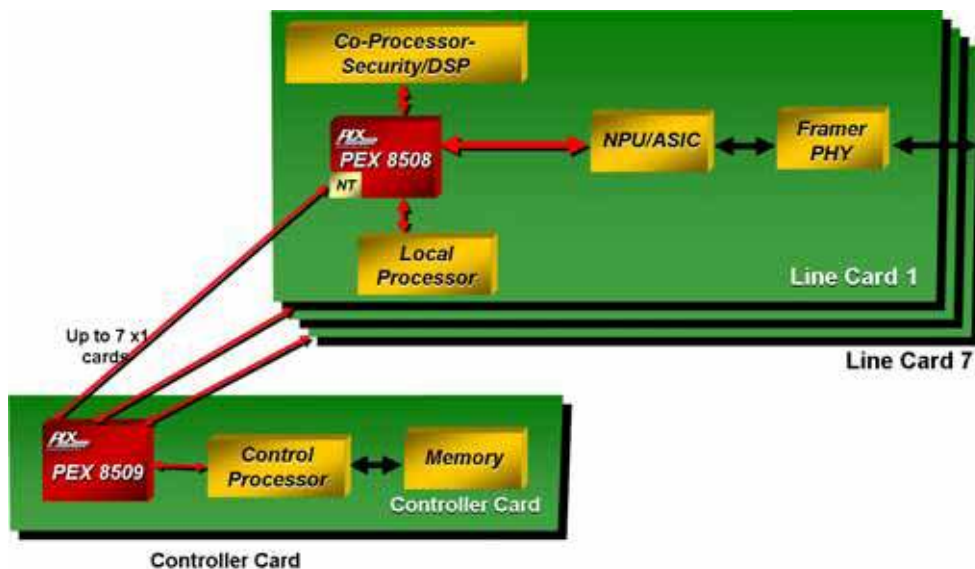 Co-Processor-
Security/DSP
PLX
PEX 8508
NT
NPU/ASIC
Framer
PHY
Local
Processor
Line Card 1
Up to 7 x1
cards
Line Card 7
PLX
PEX 8509
Control
Processor
Memory
Controller Card
Controller Card